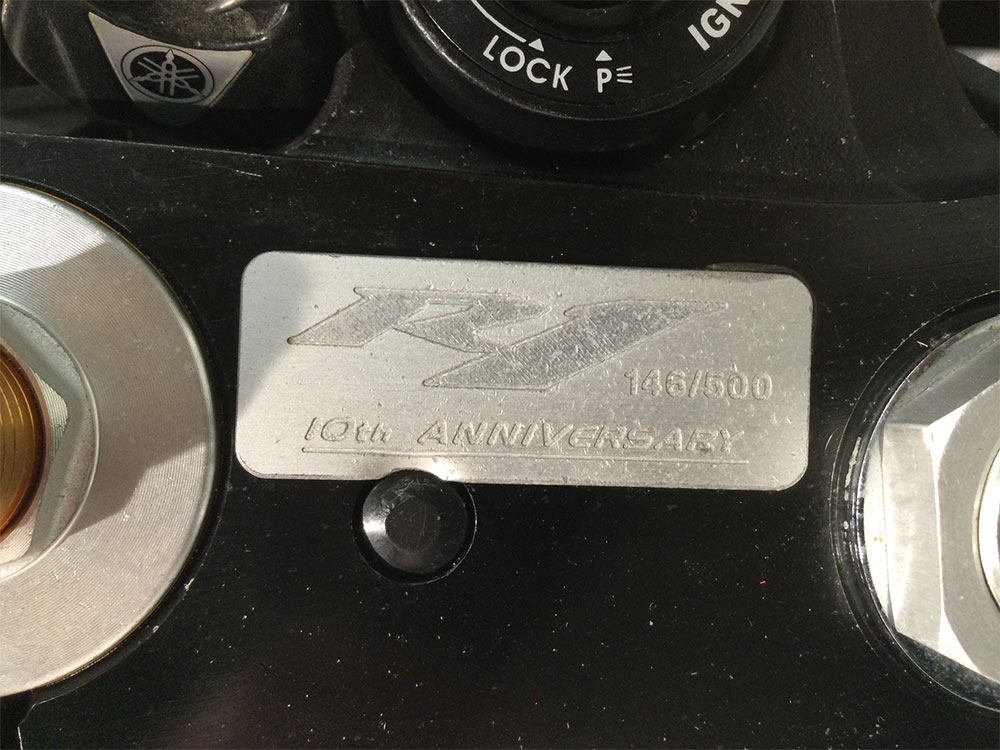 LOCK P IGN
R1
146/500
10th ANNIVERSARY